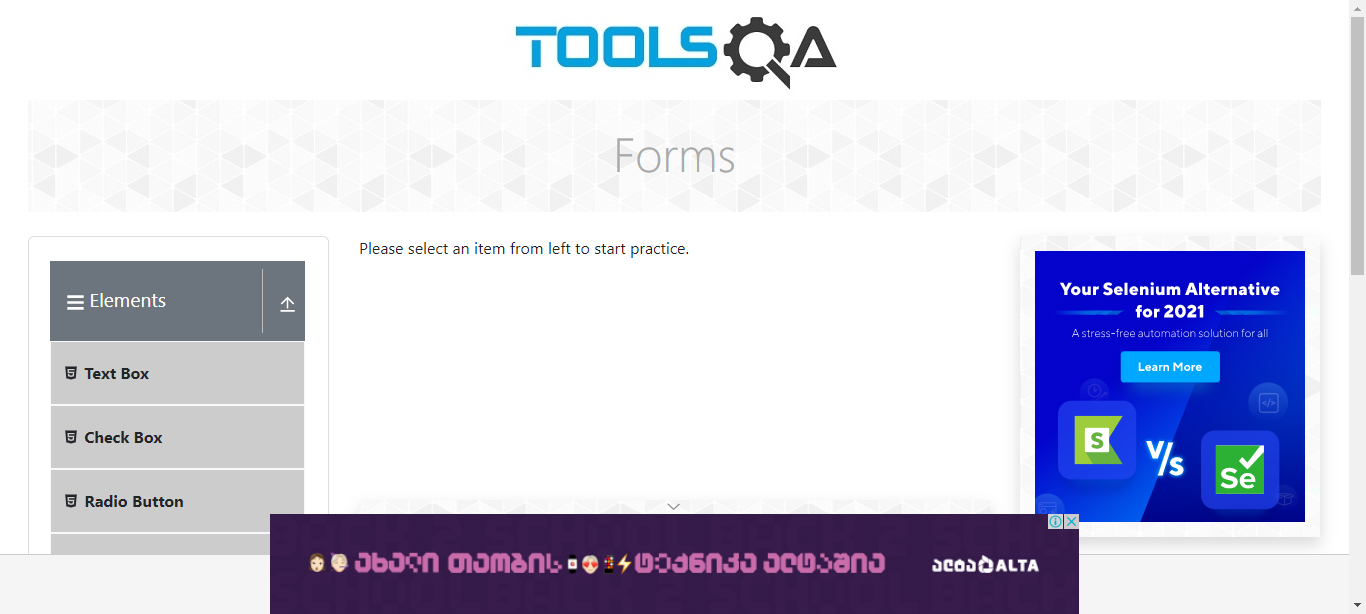 TOOLSQA
Forms
Elements
Text Box
Check Box
Radio Button
Please select an item from left to start practice.
Your Selenium Alternative
for 2021
A stress-free automation solution for all
Learn More
S
V/s
Se
ახალი თაობის ტექნიკა ალტაშია
ალტა ALTA